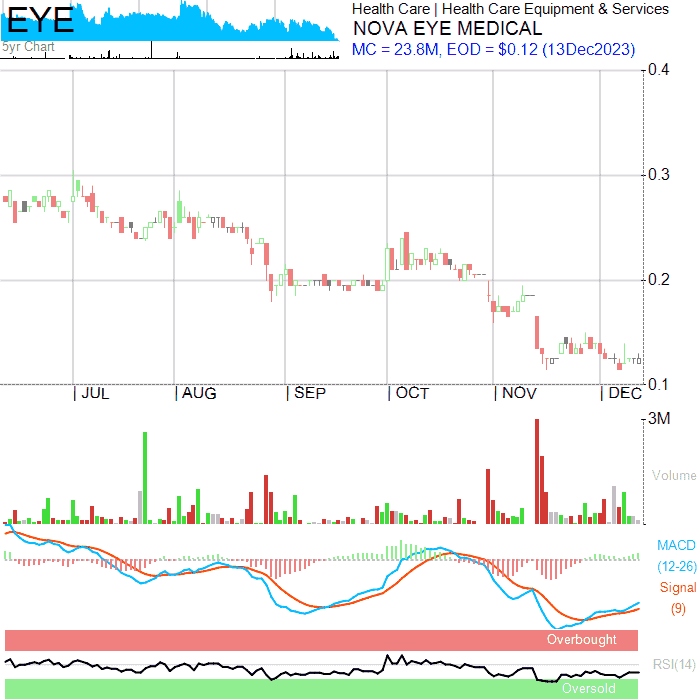 EYE
5yr Chart
Health Care | Health Care Equipment & Services
NOVA EYE MEDICAL
MC = 23.8M, EOD = $0.12 (13Dec2023)
0.4
0.3
0.2
0.1
| JUL | AUG | SEP | OCT | NOV | DEC
3M
Volume
MACD
(12-26)
Signal
(9)
Overbought
RSI(14)
Oversold